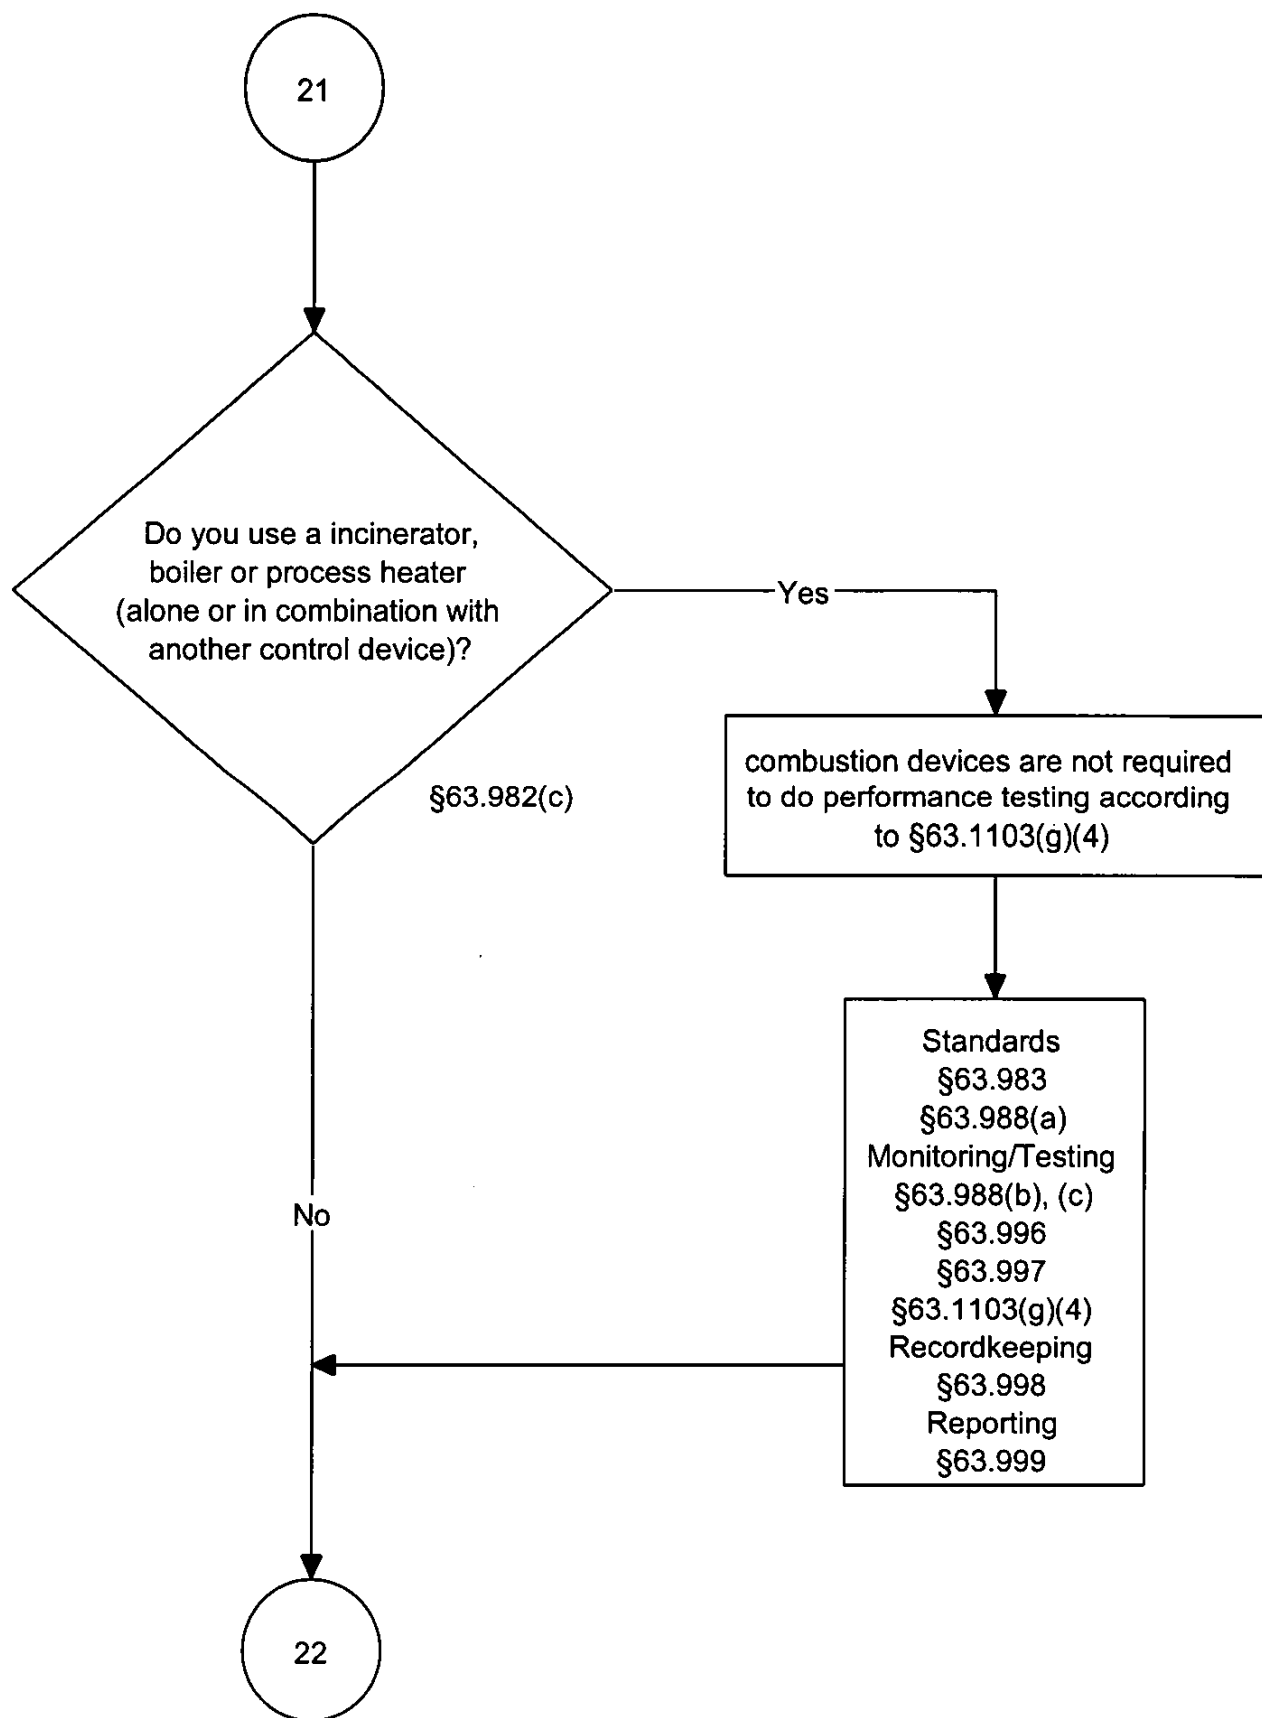 21
Do you use a incinerator,
boiler or process heater
(alone or in combination with
another control device)?
Yes
§63.982(c)
combustion devices are not required
to do performance testing according
to §63.1103(g)(4)
Standards
§63.983
§63.988(a)
Monitoring/Testing
§63.988(b), (c)
§63.996
§63.997
§63.1103(g)(4)
Recordkeeping
§63.998
Reporting
§63.999
No
22